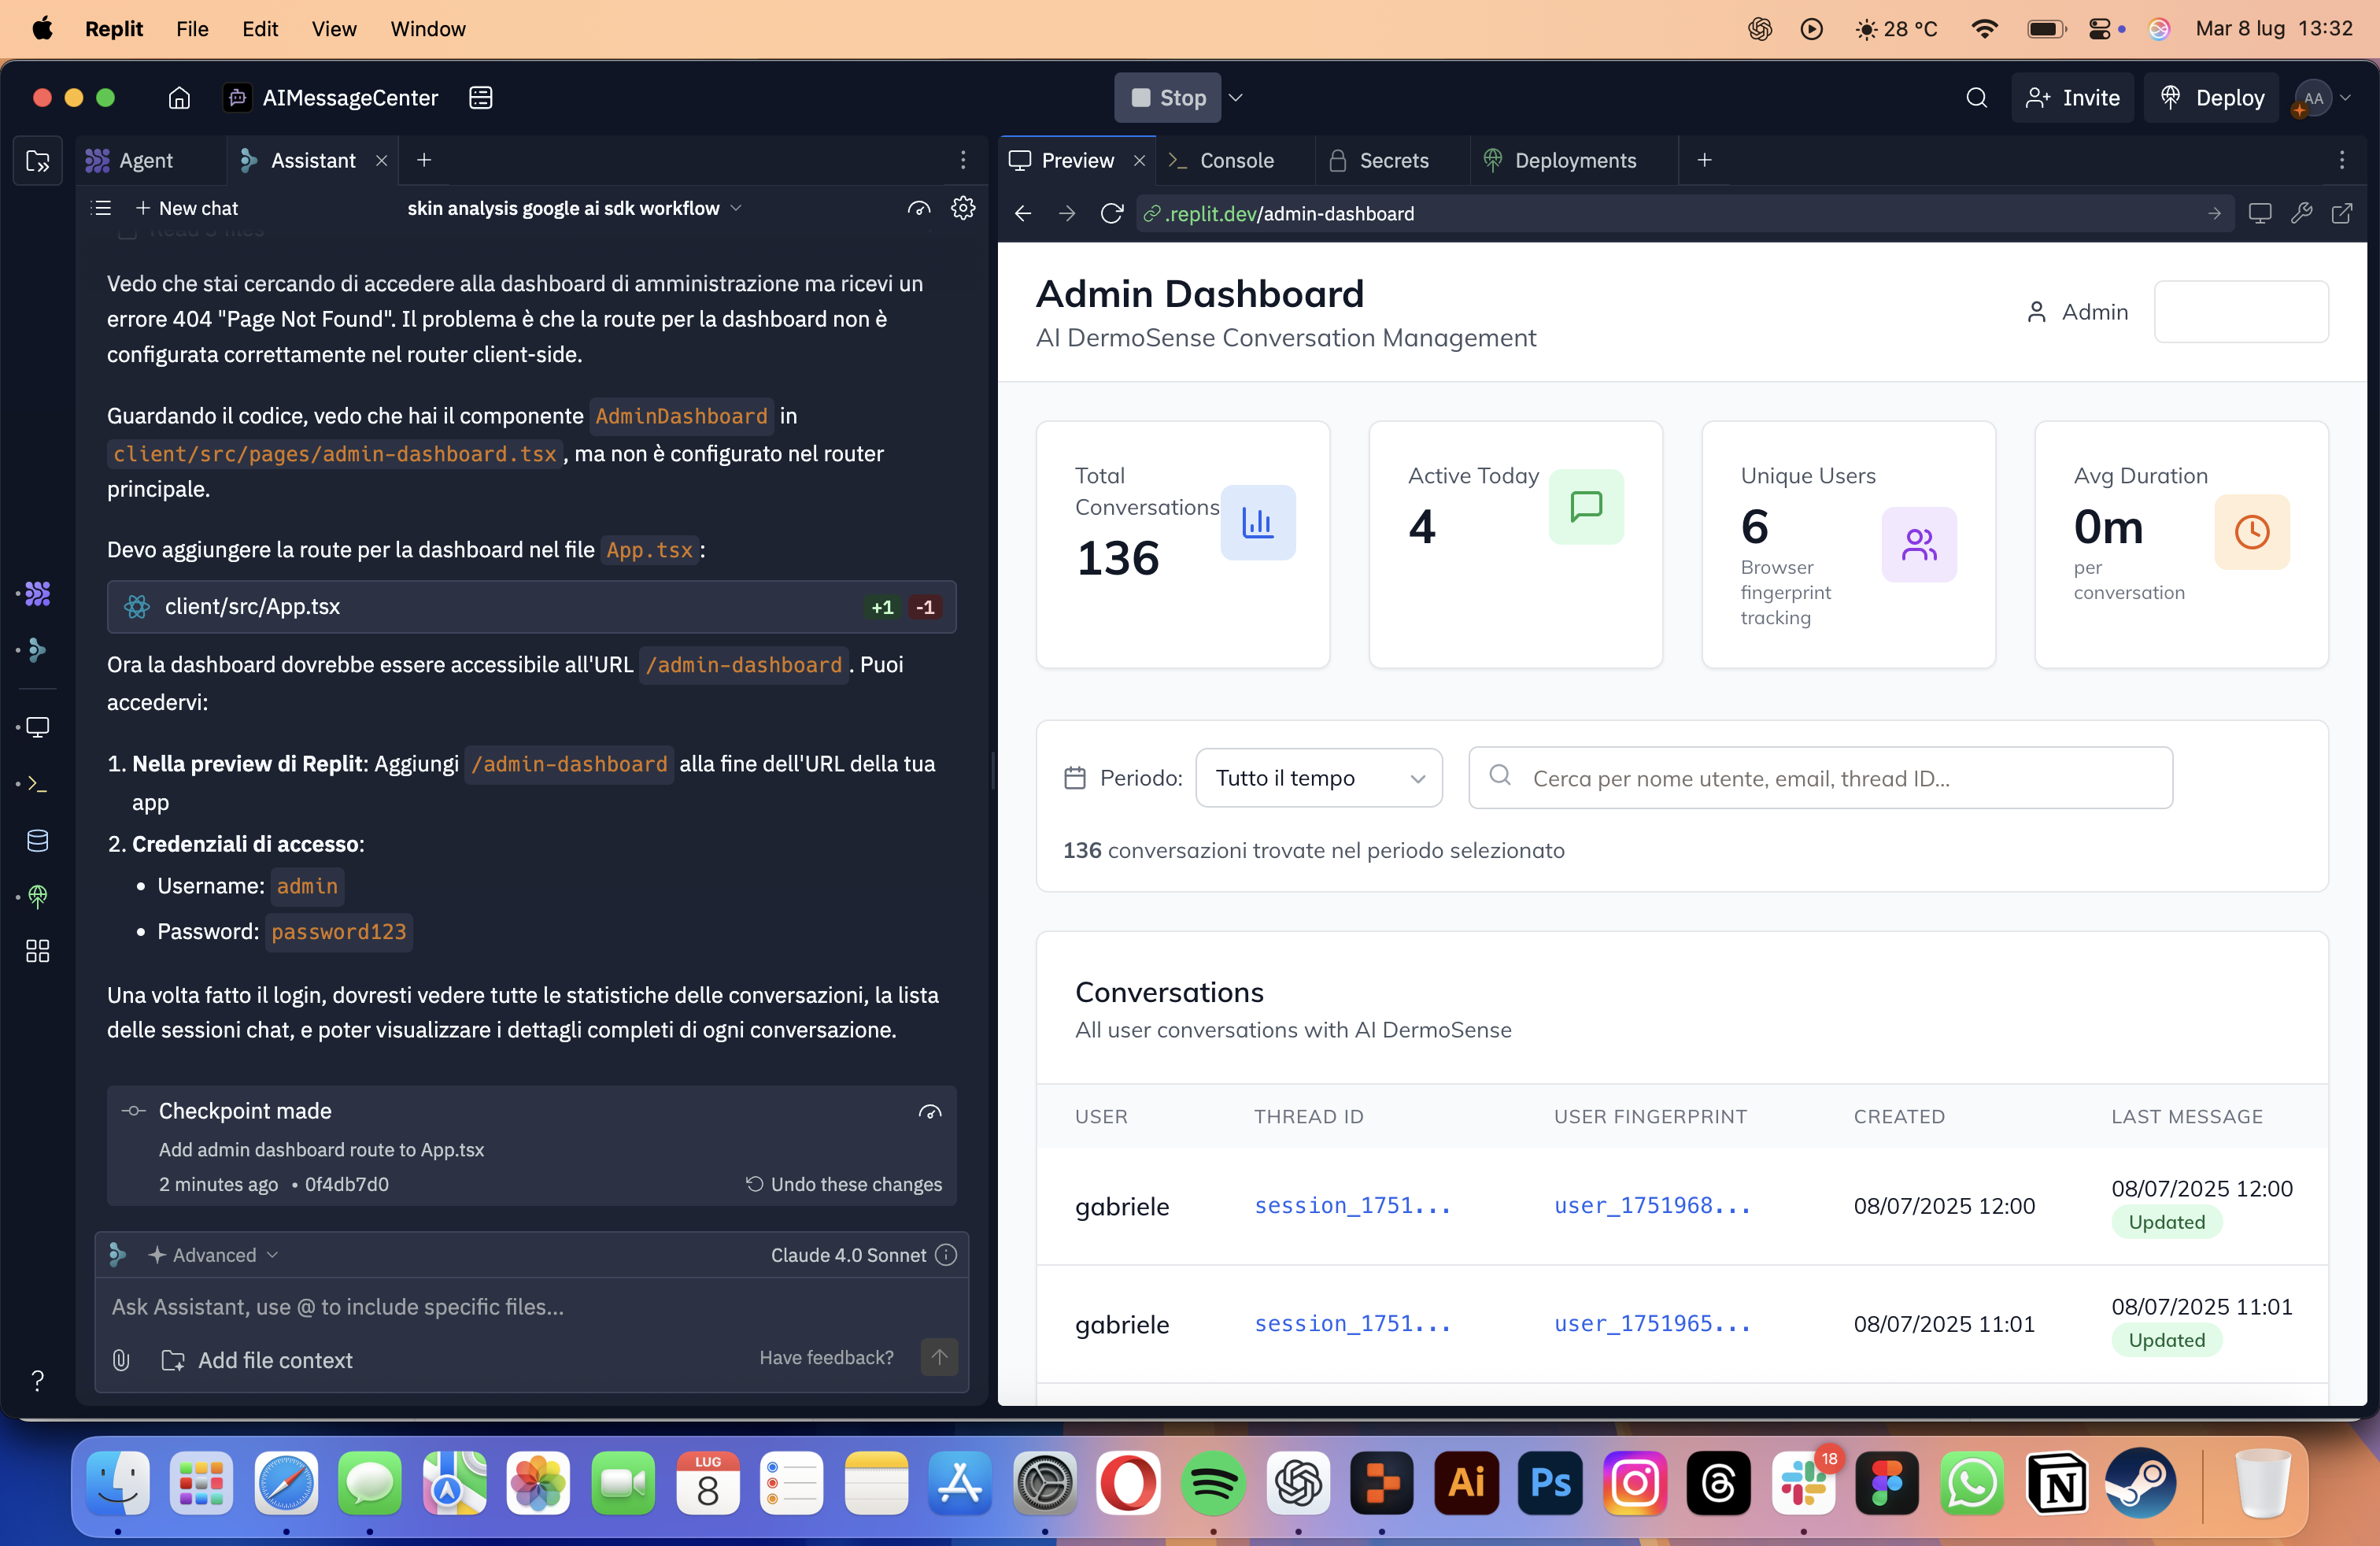 Replit File Edit View Window
28 °C Mar 8 lug 13:32
AIMessageCenter
Stop
Invite
Deploy
AA
Agent
Assistant
New chat
skin analysis google ai sdk workflow
Vedo che stai cercando di accedere alla dashboard di amministrazione ma ricevi un
errore 404 "Page Not Found". Il problema è che la route per la dashboard non è
configurata correttamente nel router client-side.
Guardando il codice, vedo che hai il componente AdminDashboard in
client/src/pages/admin-dashboard.tsx, ma non è configurato nel router
principale.
Devo aggiungere la route per la dashboard nel file App.tsx:
client/src/App.tsx +1 -1
Ora la dashboard dovrebbe essere accessibile all'URL /admin-dashboard. Puoi
accedervi:
1. Nella preview di Replit: Aggiungi /admin-dashboard alla fine dell'URL della tua
app
2. Credenziali di accesso:
• Username: admin
• Password: password123
Una volta fatto il login, dovresti vedere tutte le statistiche delle conversazioni, la lista
delle sessioni chat, e poter visualizzare i dettagli completi di ogni conversazione.
Checkpoint made
Add admin dashboard route to App.tsx
2 minutes ago • 0f4db7d0
Undo these changes
Advanced
Claude 4.0 Sonnet
Ask Assistant, use @ to include specific files...
Add file context
Have feedback?
Preview
Console
Secrets
Deployments
.replit.dev/admin-dashboard
Admin Dashboard
AI DermoSense Conversation Management
Admin
Total
Conversations
136
Active Today
4
Unique Users
6
Browser
fingerprint
tracking
Avg Duration
0m
per
conversation
Periodo:
Tutto il tempo
Cerca per nome utente, email, thread ID...
136 conversazioni trovate nel periodo selezionato
Conversations
All user conversations with AI DermoSense
USER THREAD ID USER FINGERPRINT CREATED LAST MESSAGE
gabriele session_1751... user_1751968... 08/07/2025 12:00 08/07/2025 12:00
Updated
gabriele session_1751... user_1751965... 08/07/2025 11:01 08/07/2025 11:01
Updated
LUG
8
Ai
Ps
18